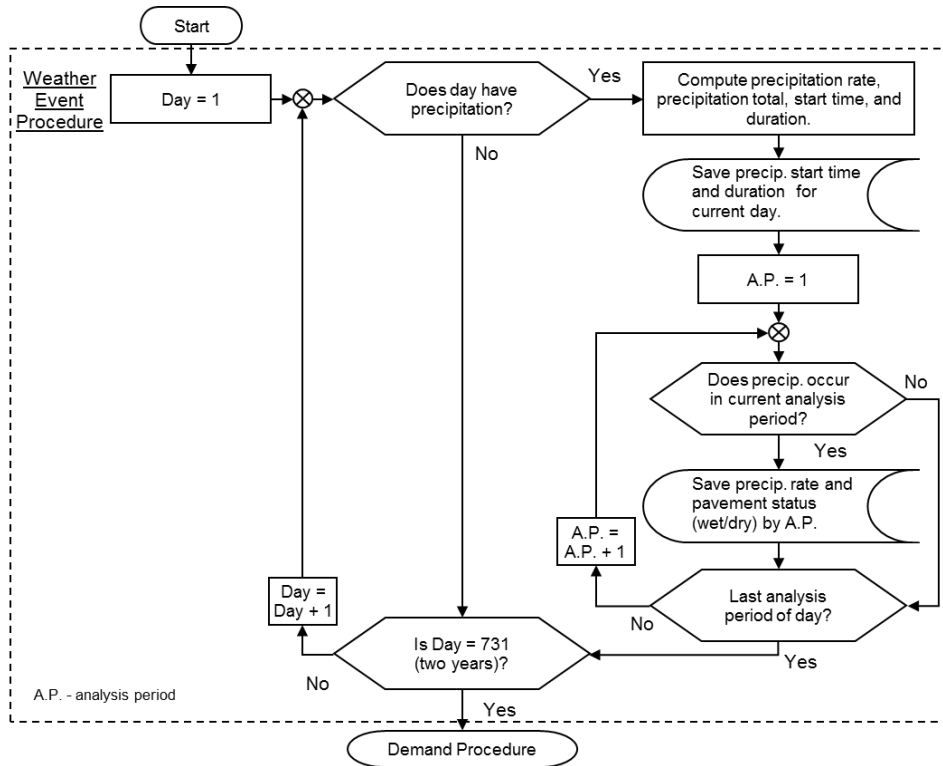 Start
Weather
Event
Procedure
Day = 1
Does day have
precipitation?
Yes
No
Compute precipitation rate,
precipitation total, start time, and
duration.
Save precip. start time
and duration for
current day.
A.P. = 1
Does precip. occur
in current analysis
period?
No
Yes
Save precip. rate and
pavement status
(wet/dry) by A.P.
A.P. =
A.P. + 1
Last analysis
period of day?
No
Yes
Day =
Day + 1
Is Day = 731
(two years)?
No
Yes
A.P. - analysis period
Demand Procedure